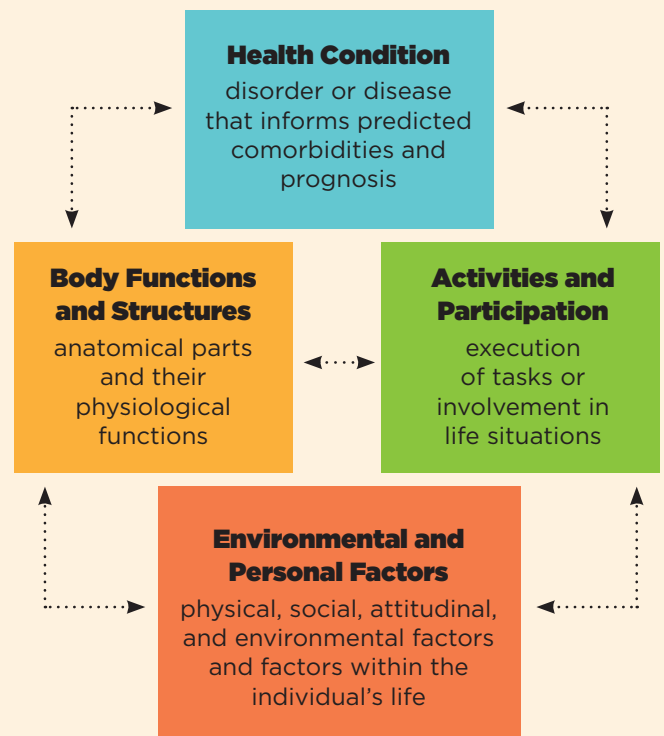 Health Condition
disorder or disease
that informs predicted
comorbidities and
prognosis
Body Functions
and Structures
anatomical parts
and their
physiological
functions
Activities and
Participation
execution
of tasks or
involvement in
life situations
Environmental and
Personal Factors
physical, social, attitudinal,
and environmental factors
and factors within the
individual’s life